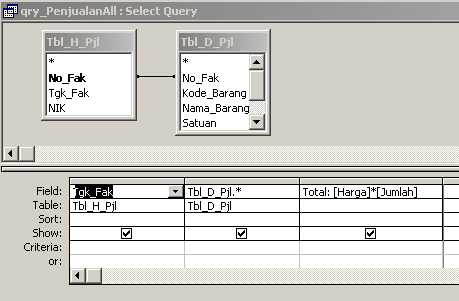 qry_PenjualanAll : Select Query
Tbl_H_Pjl
*
No_Fak
Tgk_Fak
NIK
Tbl_D_Pjl
*
No_Fak
Kode_Barang
Nama_Barang
Satuan
Field: Tgk_Fak Tbl_D_Pjl.* Total: [Harga]*[Jumlah]
Table: Tbl_H_Pjl Tbl_D_Pjl
Sort:
Show:
Criteria:
or: